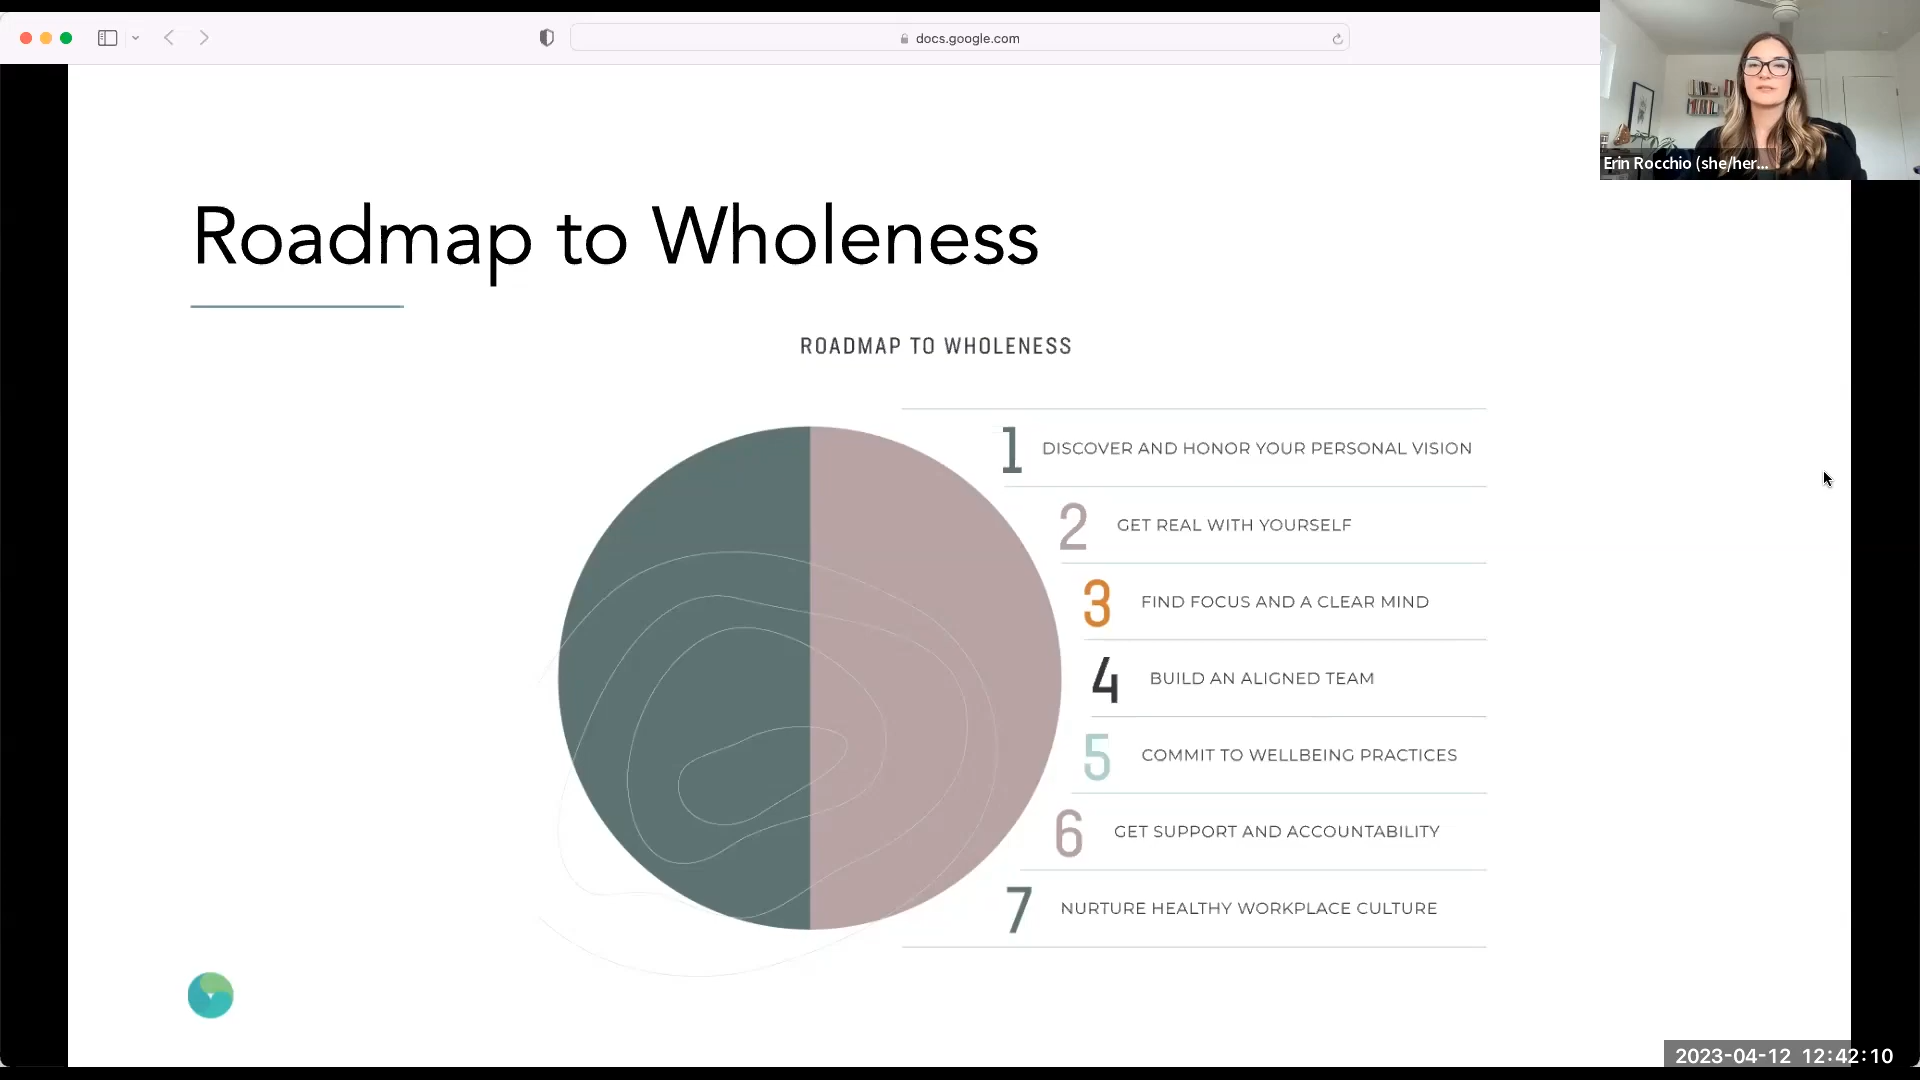 docs.google.com
Erin Rocchio (she/her...
Roadmap to Wholeness
ROADMAP TO WHOLENESS
1 DISCOVER AND HONOR YOUR PERSONAL VISION
2 GET REAL WITH YOURSELF
3 FIND FOCUS AND A CLEAR MIND
4 BUILD AN ALIGNED TEAM
5 COMMIT TO WELLBEING PRACTICES
6 GET SUPPORT AND ACCOUNTABILITY
7 NURTURE HEALTHY WORKPLACE CULTURE
2023-04-12 12:42:10